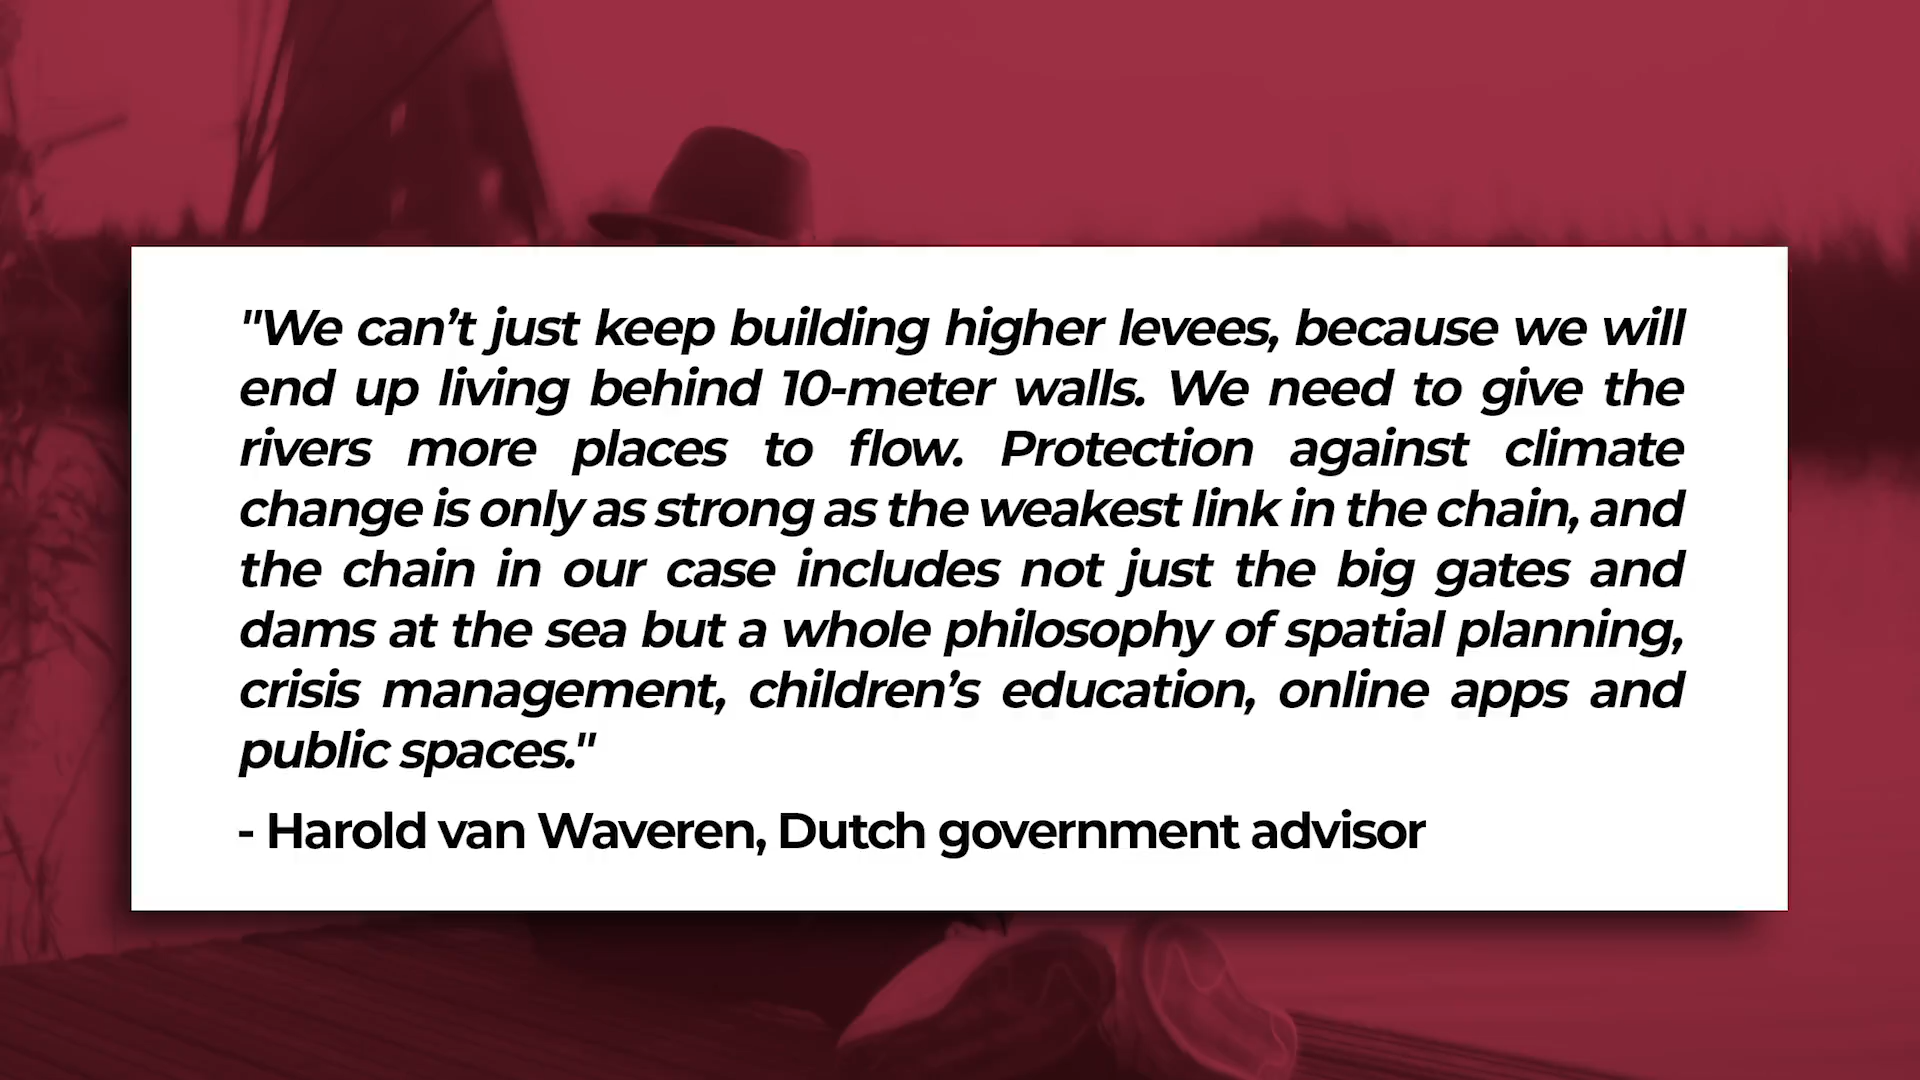 "We can’t just keep building higher levees, because we will
end up living behind 10-meter walls. We need to give the
rivers more places to flow. Protection against climate
change is only as strong as the weakest link in the chain, and
the chain in our case includes not just the big gates and
dams at the sea but a whole philosophy of spatial planning,
crisis management, children’s education, online apps and
public spaces."
- Harold van Waveren, Dutch government advisor